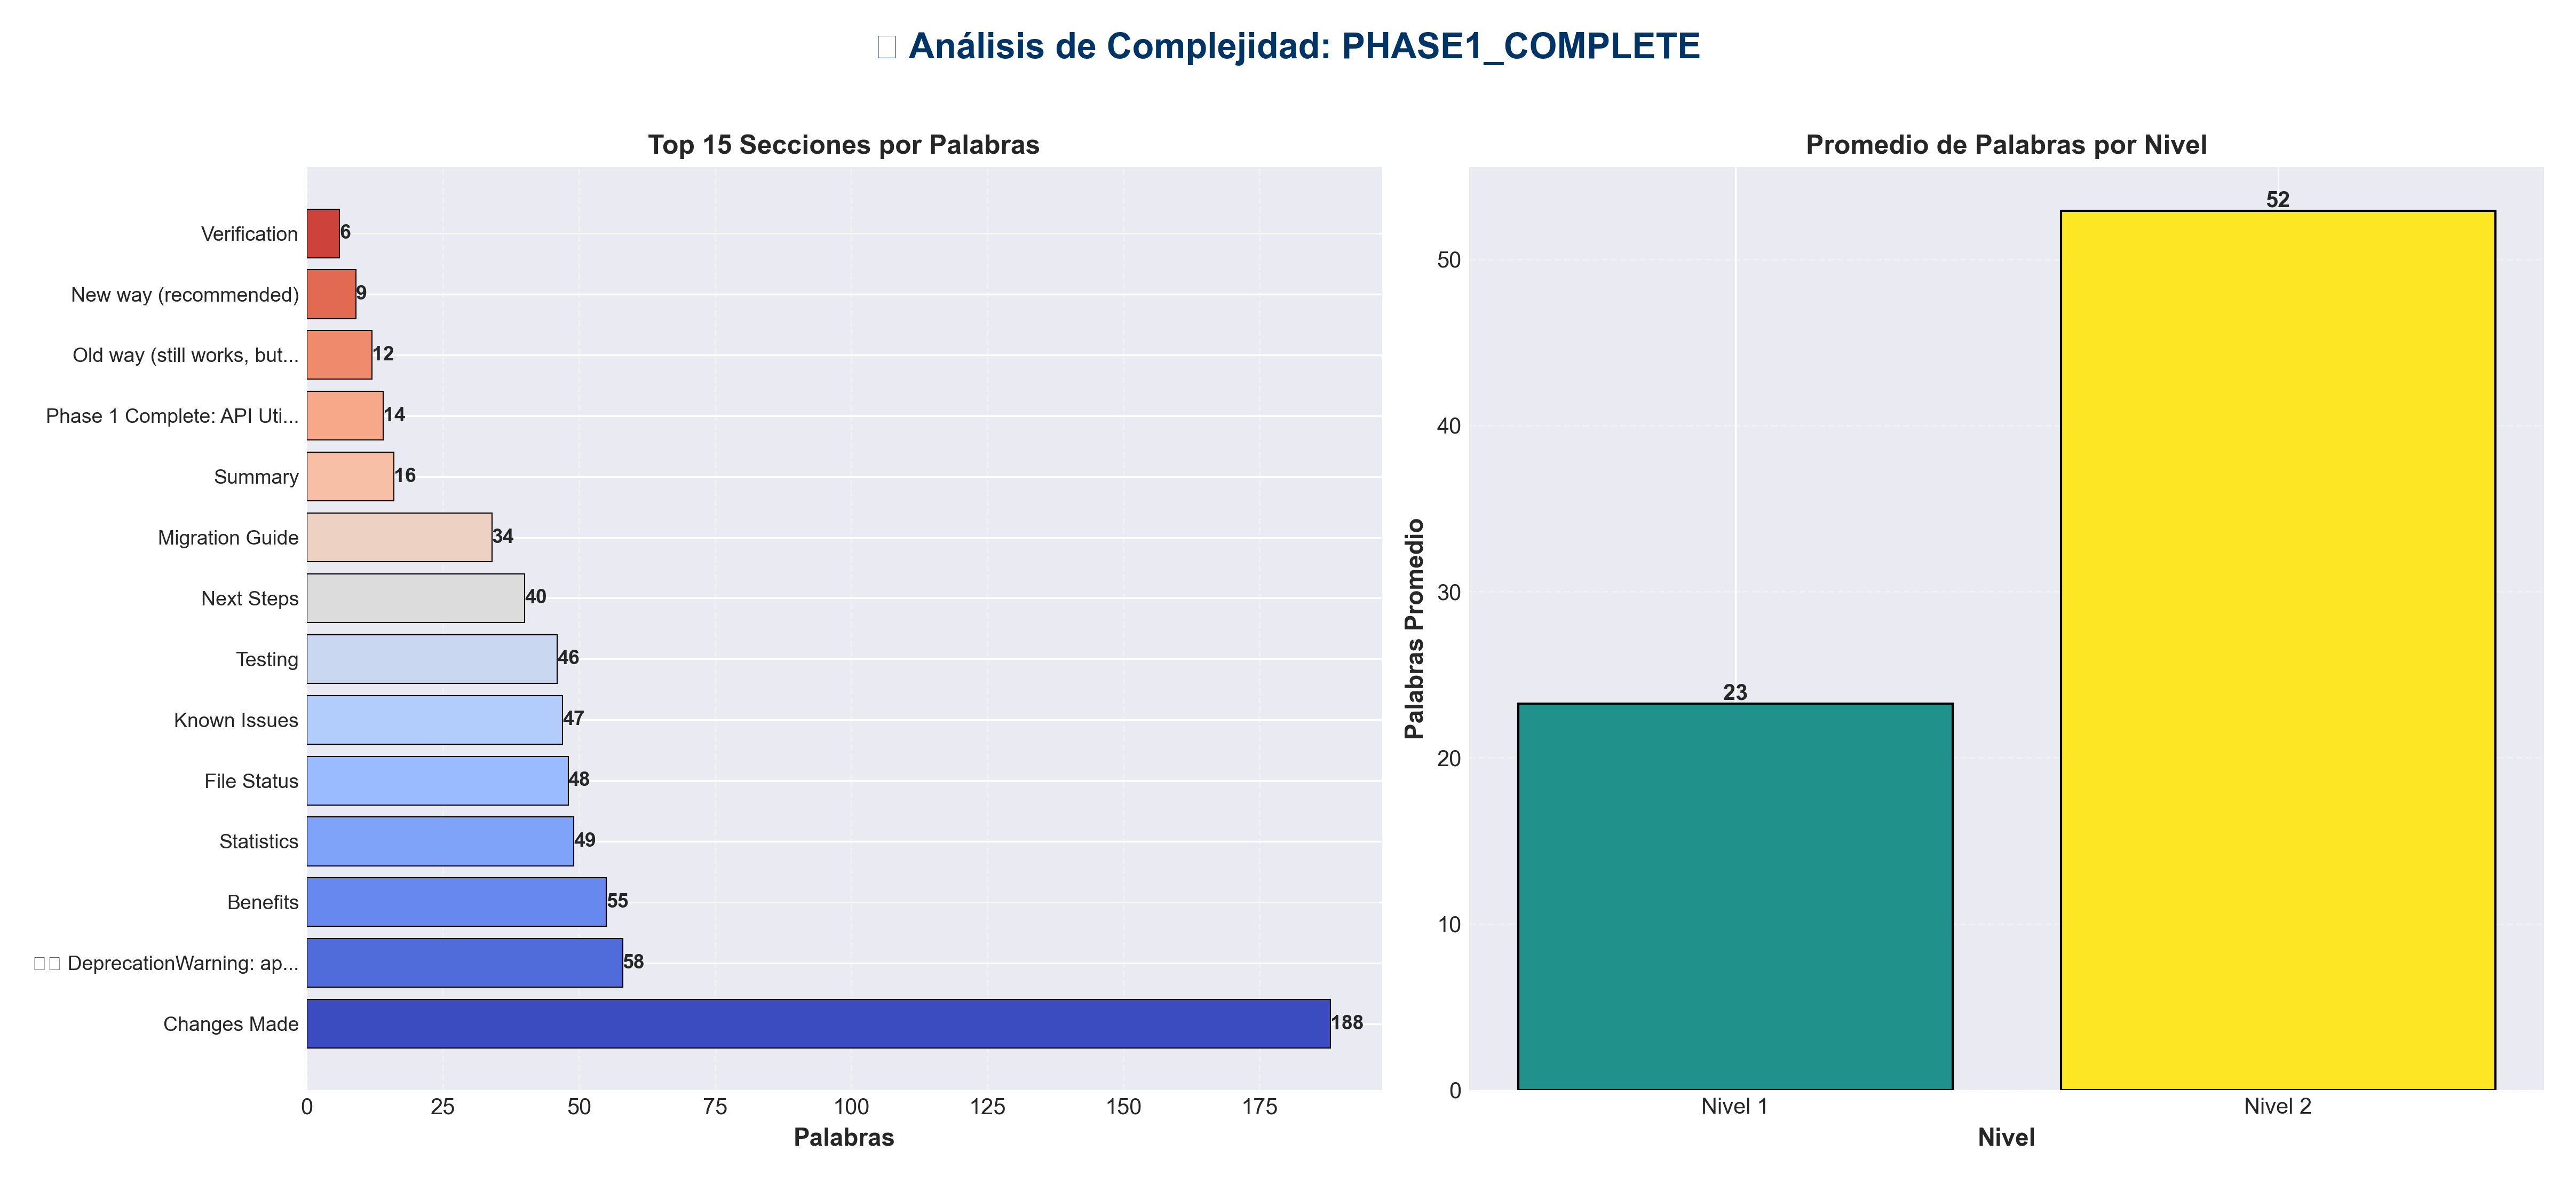 Análisis de Complejidad: PHASE1_COMPLETE
Top 15 Secciones por Palabras
Verification
6
New way (recommended)
9
Old way (still works, but...
12
Phase 1 Complete: API Uti...
14
Summary
16
Migration Guide
34
Next Steps
40
Testing
46
Known Issues
47
File Status
48
Statistics
49
Benefits
55
DeprecationWarning: ap...
58
Changes Made
188
0 25 50 75 100 125 150 175
Palabras
Promedio de Palabras por Nivel
Palabras Promedio
50
40
30
20
10
0
23
52
Nivel 1 Nivel 2
Nivel